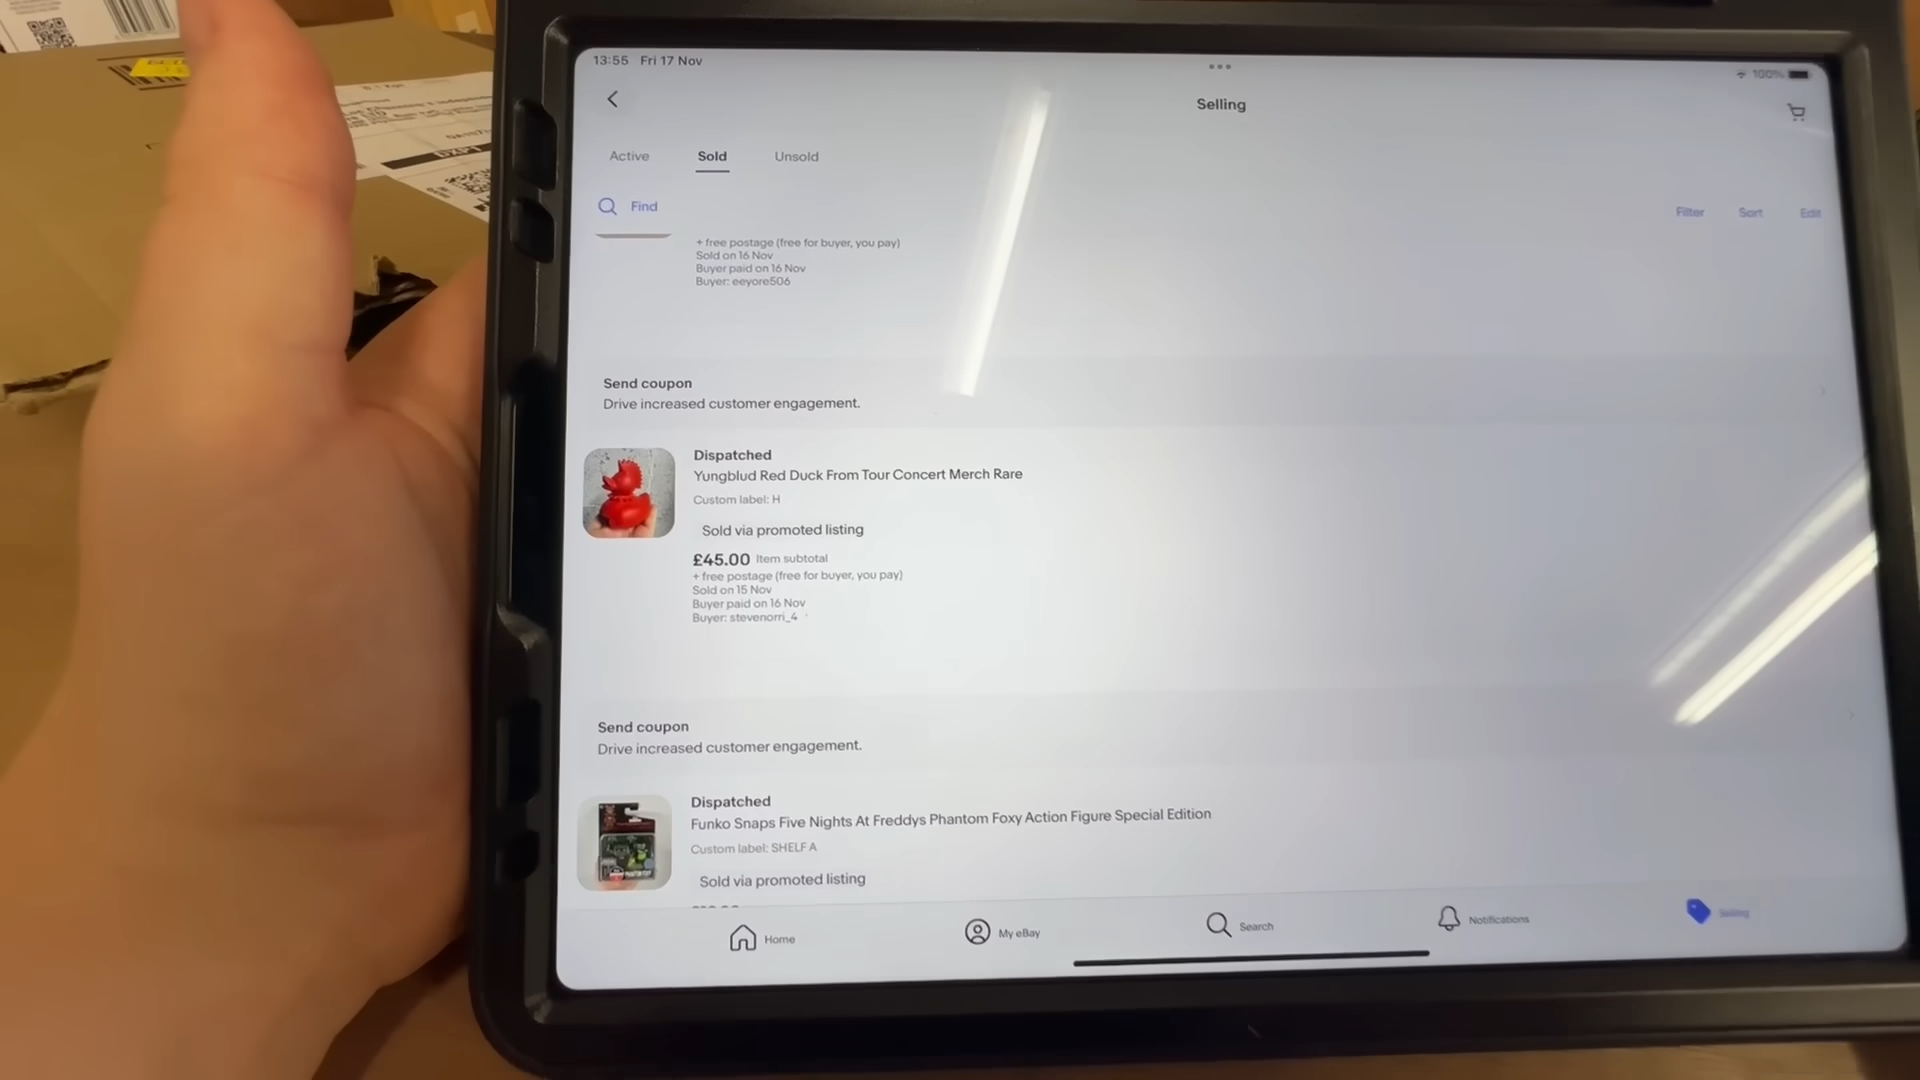 13:55 Fri 17 Nov
100%
Selling
Active Sold Unsold
Find
Filter Sort Edit
+ free postage (free for buyer, you pay)
Sold on 16 Nov
Buyer paid on 16 Nov
Buyer: eeyore506
Send coupon
Drive increased customer engagement.
Dispatched
Yungblud Red Duck From Tour Concert Merch Rare
Custom label: H
Sold via promoted listing
£45.00 Item subtotal
+ free postage (free for buyer, you pay)
Sold on 15 Nov
Buyer paid on 16 Nov
Buyer: stevenorri_4
Send coupon
Drive increased customer engagement.
Dispatched
Funko Snaps Five Nights At Freddys Phantom Foxy Action Figure Special Edition
Custom label: SHELF A
Sold via promoted listing
Home My eBay Search Notifications Selling